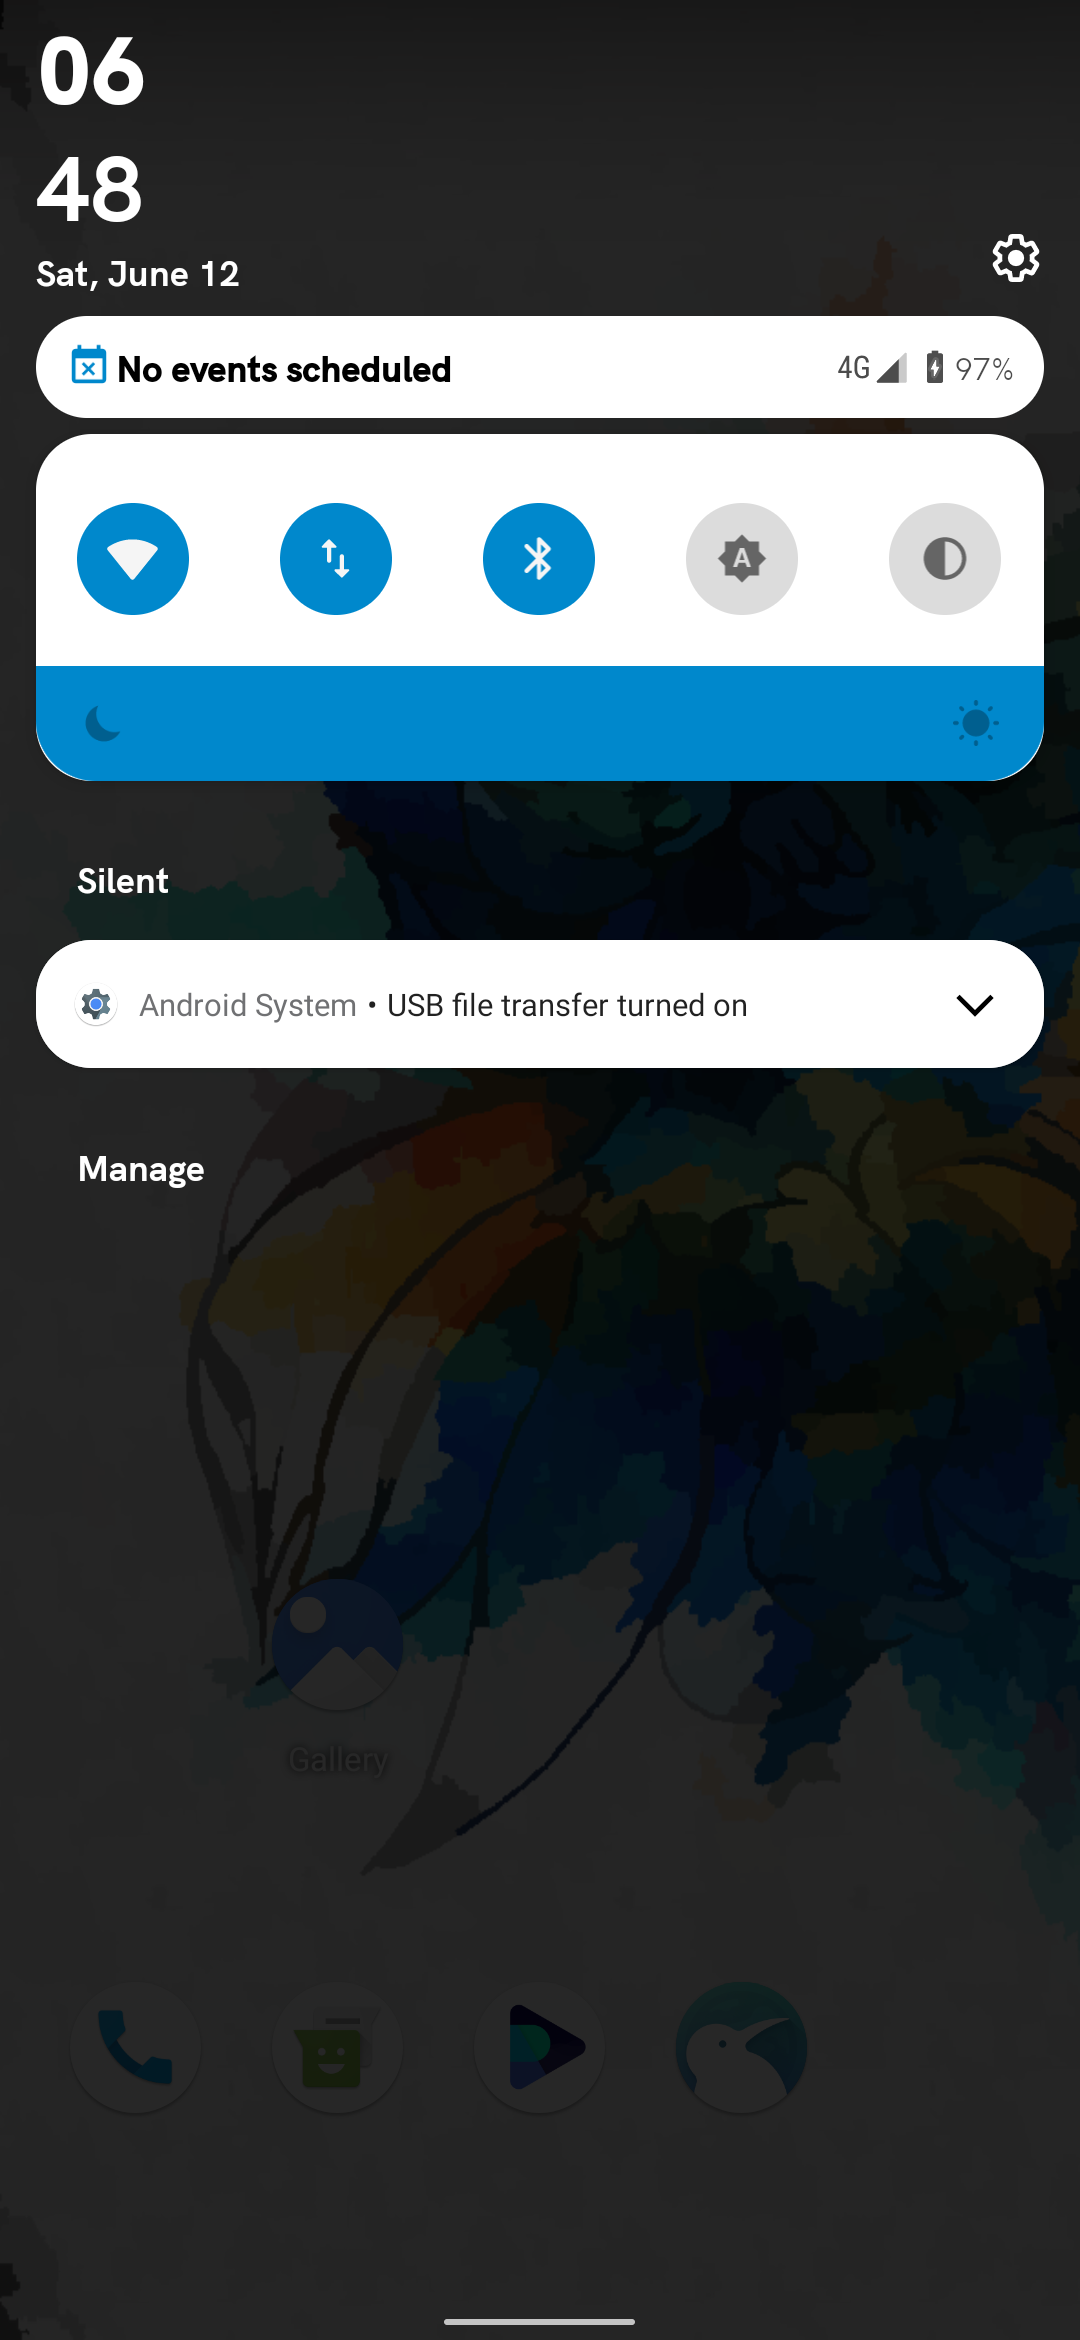 06
48
Sat, June 12
No events scheduled 4G 97%
A
Silent
Android System • USB file transfer turned on
Manage
Gallery